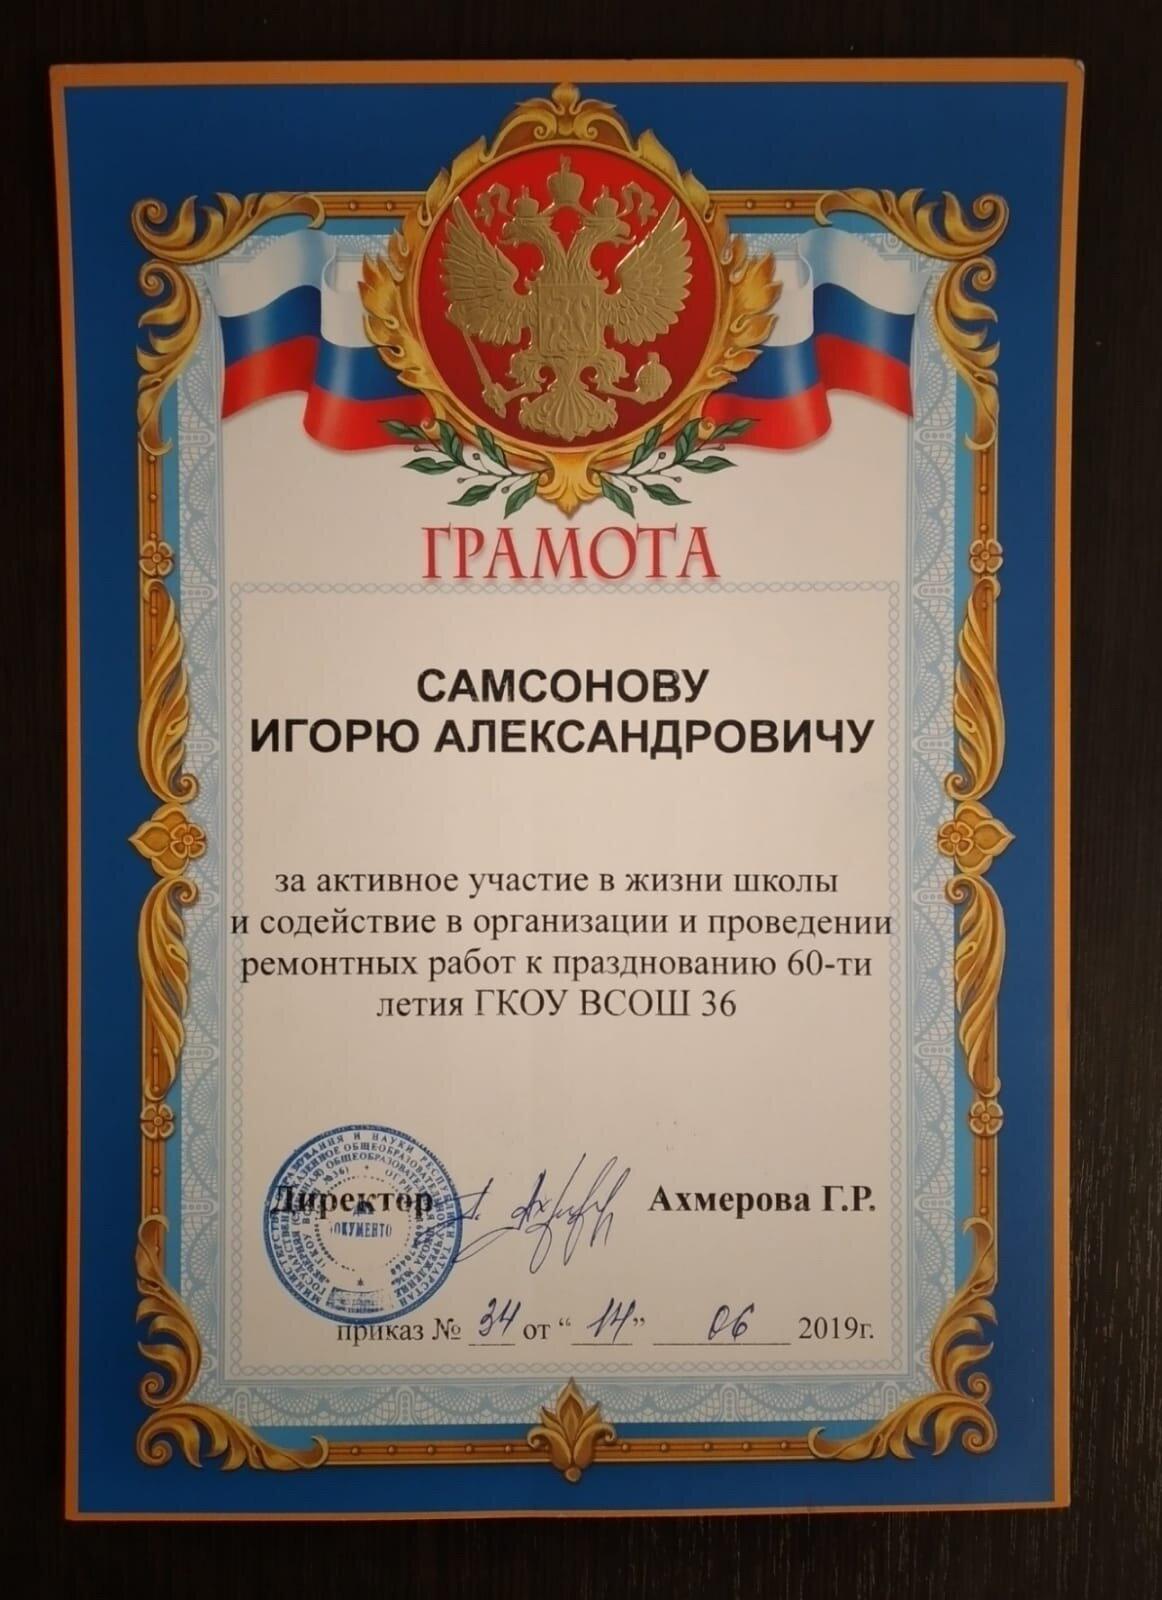 ГРАМОТА
САМСОНОВУ
ИГОРЮ АЛЕКСАНДРОВИЧУ
за активное участие в жизни школы
и содействие в организации и проведении
ремонтных работ к празднованию 60-ти
летия ГКОУ ВСОШ 36
Директор Ахмерова Г.Р.
приказ № 34 от “14” 06 2019г.